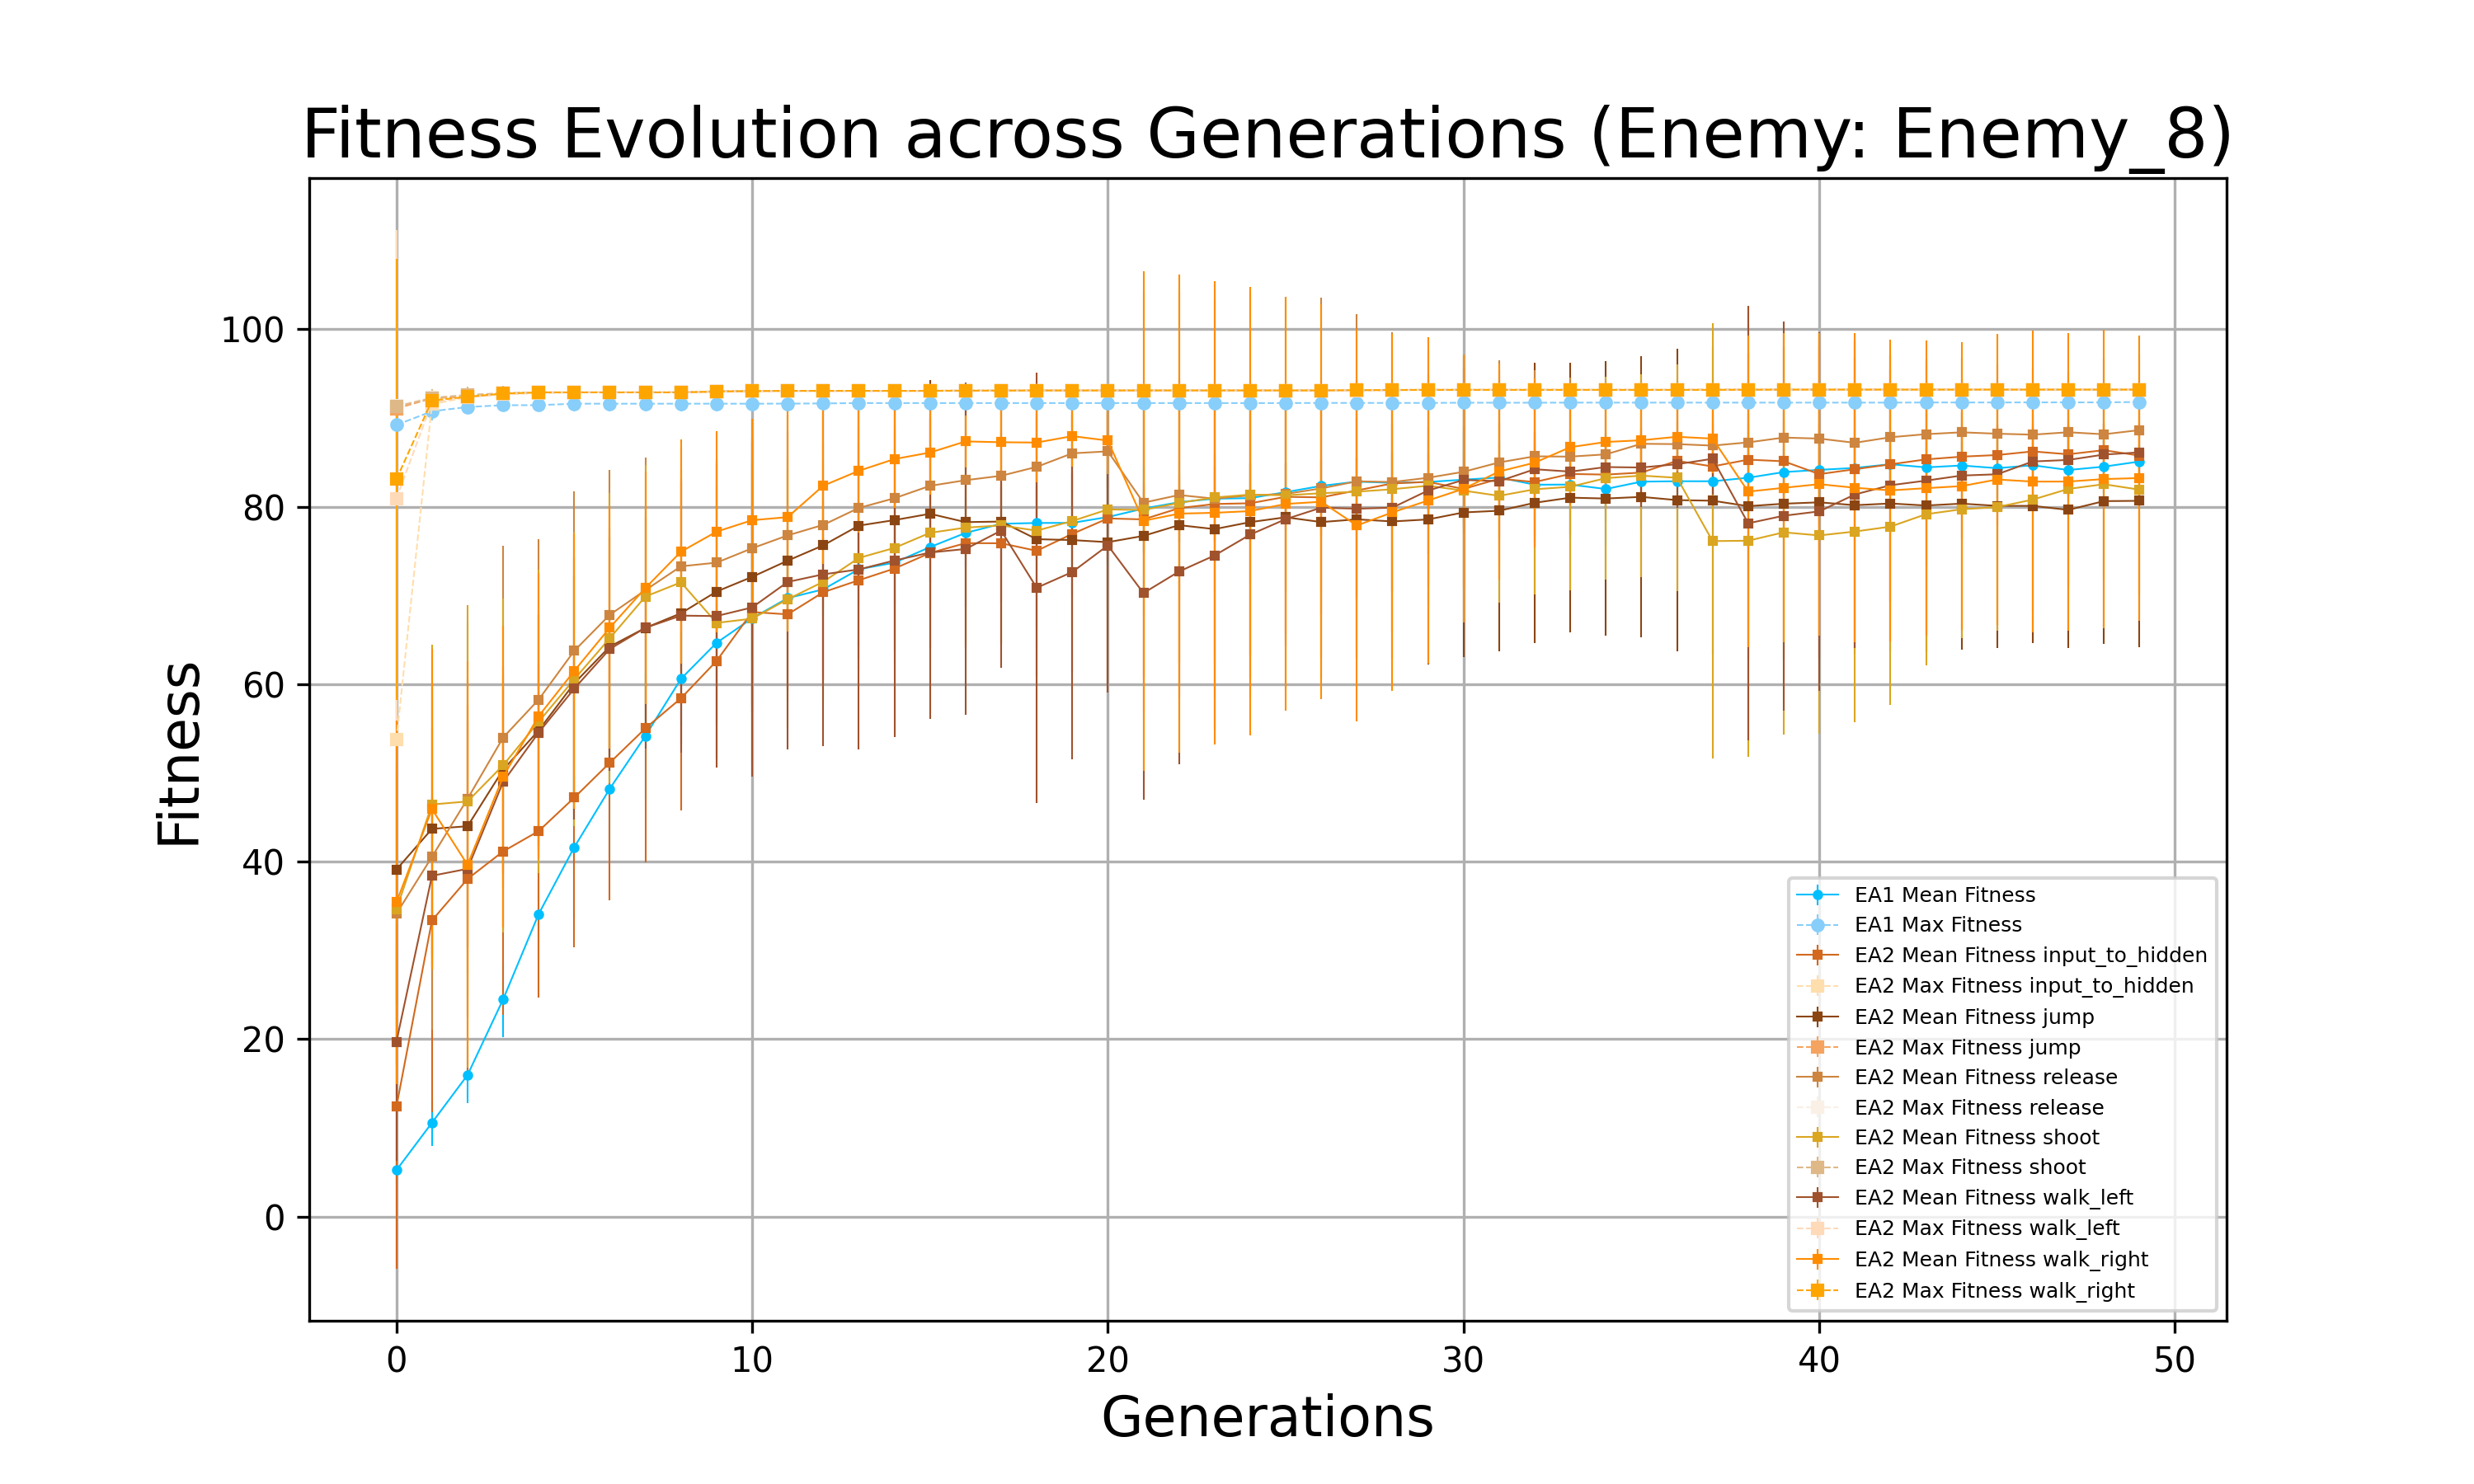 Fitness Evolution across Generations (Enemy: Enemy_8)
Fitness
100
80
60
40
20
0
EA1 Mean Fitness
EA1 Max Fitness
EA2 Mean Fitness input_to_hidden
EA2 Max Fitness input_to_hidden
EA2 Mean Fitness jump
EA2 Max Fitness jump
EA2 Mean Fitness release
EA2 Max Fitness release
EA2 Mean Fitness shoot
EA2 Max Fitness shoot
EA2 Mean Fitness walk_left
EA2 Max Fitness walk_left
EA2 Mean Fitness walk_right
EA2 Max Fitness walk_right
0 10 20 30 40 50
Generations